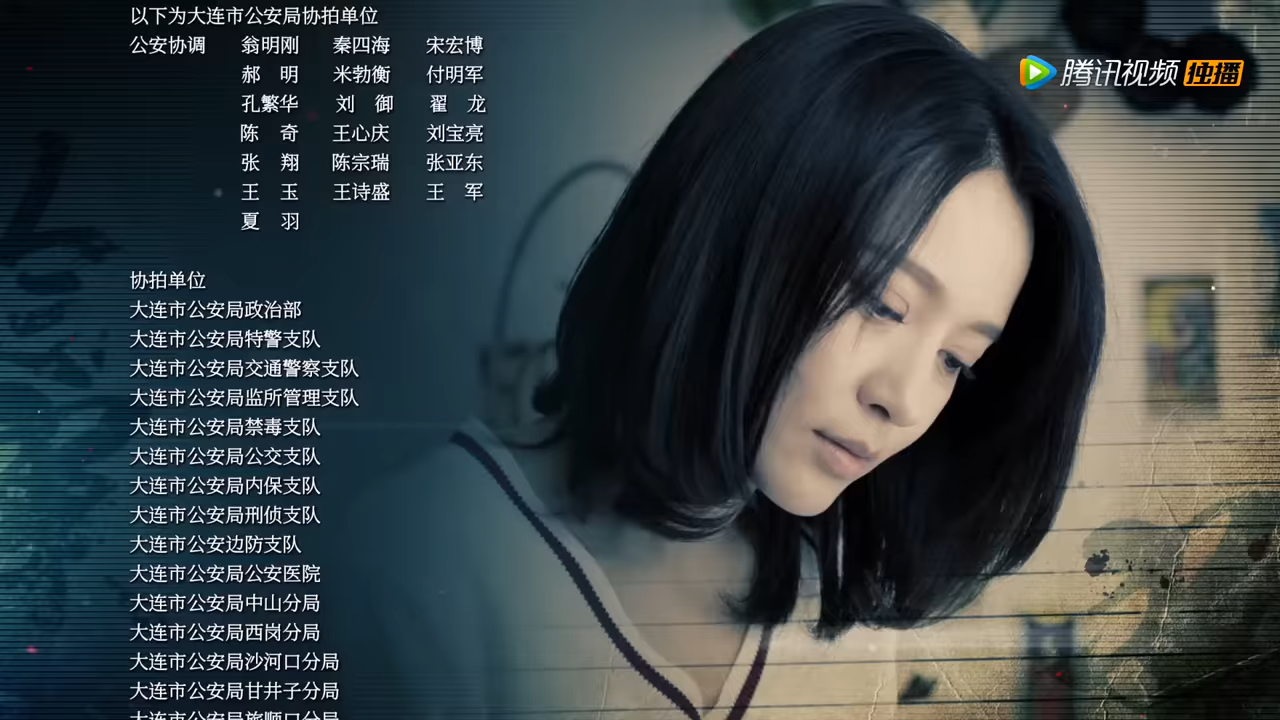 以下为大连市公安局协拍单位
公安协调 翁明刚 秦四海 宋宏博
郝 明 米勃衡 付明军
孔繁华 刘 御 翟 龙
陈 奇 王心庆 刘宝亮
张 翔 陈宗瑞 张亚东
王 玉 王诗盛 王 军
夏 羽
协拍单位
大连市公安局政治部
大连市公安局特警支队
大连市公安局交通警察支队
大连市公安局监所管理支队
大连市公安局禁毒支队
大连市公安局公交支队
大连市公安局内保支队
大连市公安局刑侦支队
大连市公安边防支队
大连市公安局公安医院
大连市公安局中山分局
大连市公安局西岗分局
大连市公安局沙河口分局
大连市公安局甘井子分局
大连市公安局旅顺口分局
腾讯视频 独播